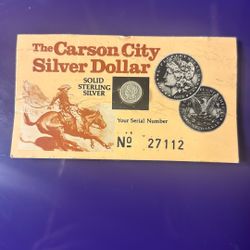 The Carson City
Silver Dollar
SOLID
STERLING
SILVER
Your Serial Number
Nº 27112